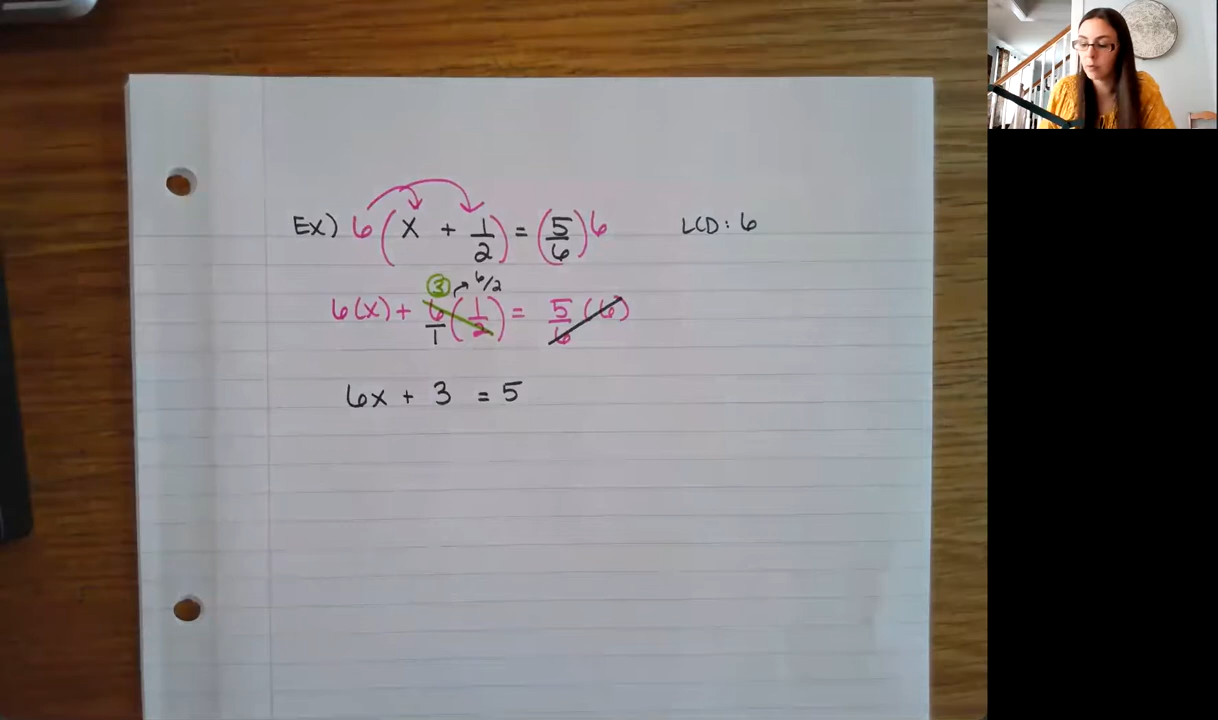 Ex) 6(x + 1/2) = (5/6)6 LCD: 6
3 6/2
6(x) + 6/1(1/2) = 5/6(6)
6x + 3 = 5